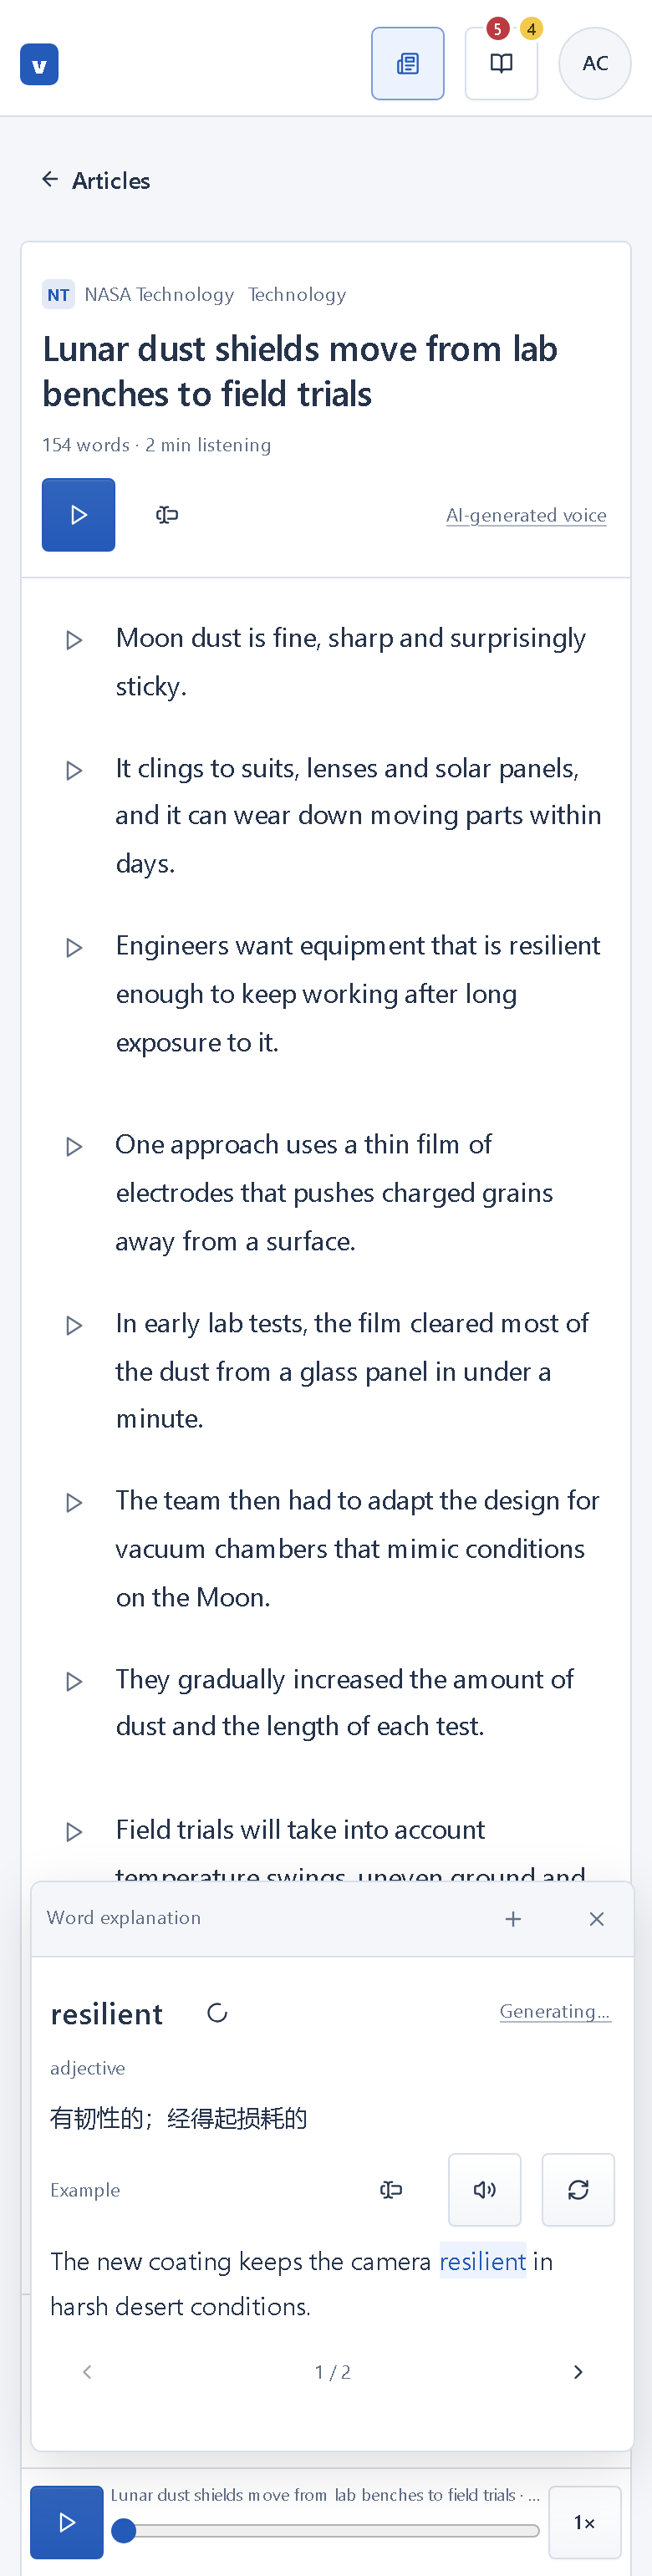 v
5
4
AC
Articles
NT NASA Technology Technology
Lunar dust shields move from lab
benches to field trials
154 words · 2 min listening
AI-generated voice
Moon dust is fine, sharp and surprisingly
sticky.
It clings to suits, lenses and solar panels,
and it can wear down moving parts within
days.
Engineers want equipment that is resilient
enough to keep working after long
exposure to it.
One approach uses a thin film of
electrodes that pushes charged grains
away from a surface.
In early lab tests, the film cleared most of
the dust from a glass panel in under a
minute.
The team then had to adapt the design for
vacuum chambers that mimic conditions
on the Moon.
They gradually increased the amount of
dust and the length of each test.
Field trials will take into account
temperature swings, uneven ground and
Word explanation
resilient
Generating...
adjective
有韧性的；经得起损耗的
Example
The new coating keeps the camera resilient in
harsh desert conditions.
1 / 2
Lunar dust shields move from lab benches to field trials · ...
1×